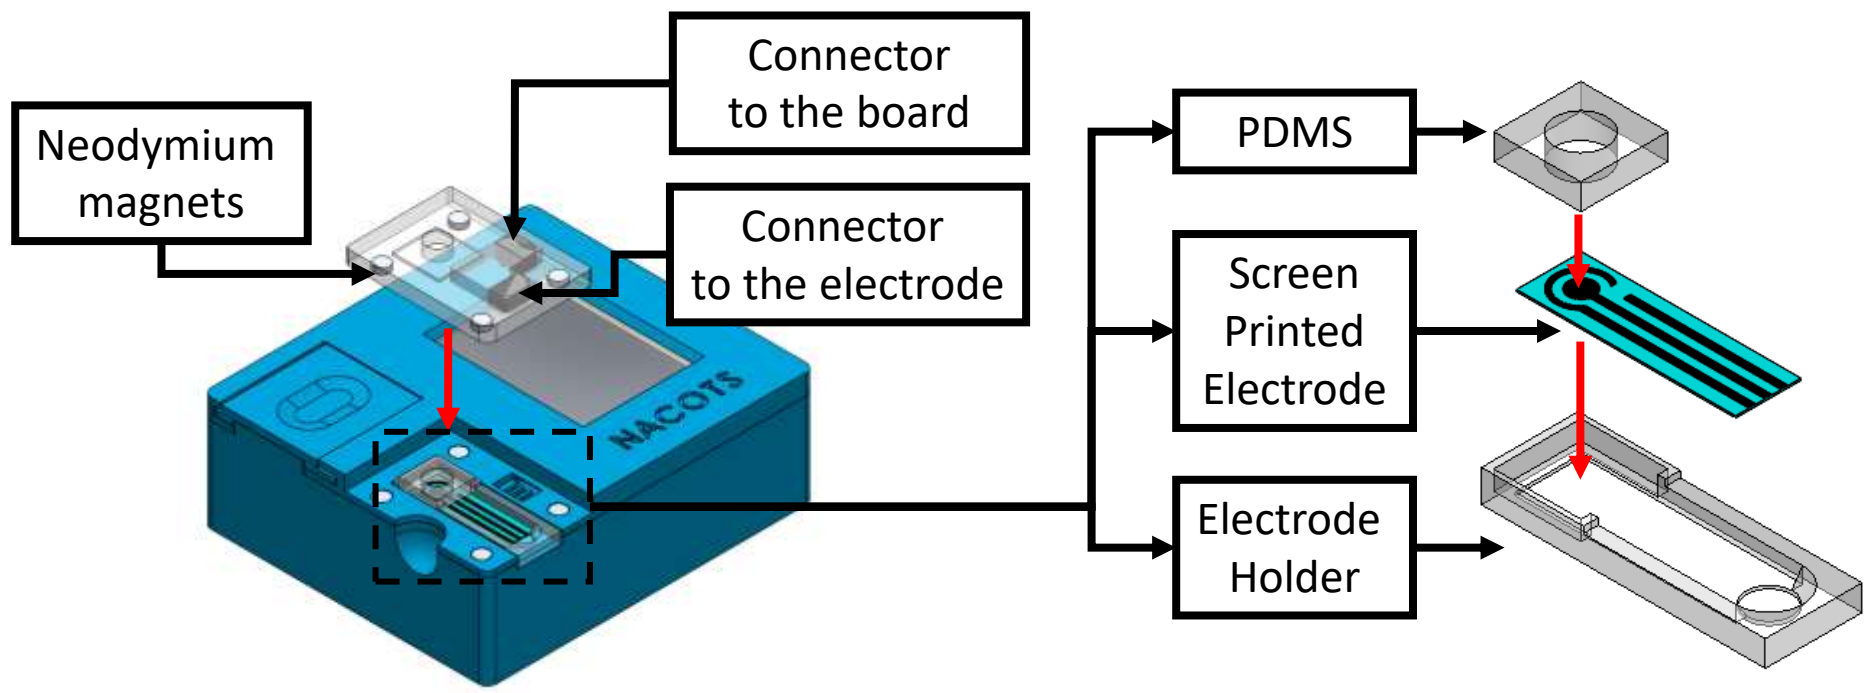 Connector
to the board
Neodymium
magnets
Connector
to the electrode
NACOTS
PDMS
Screen
Printed
Electrode
Electrode
Holder